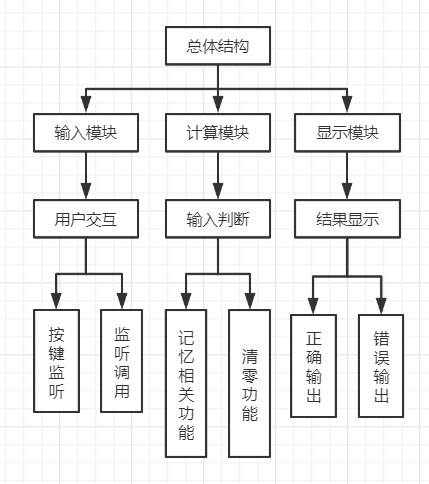 总体结构
输入模块
计算模块
显示模块
用户交互
输入判断
结果显示
按键监听
监听调用
记忆相关功能
清零功能
正确输出
错误输出